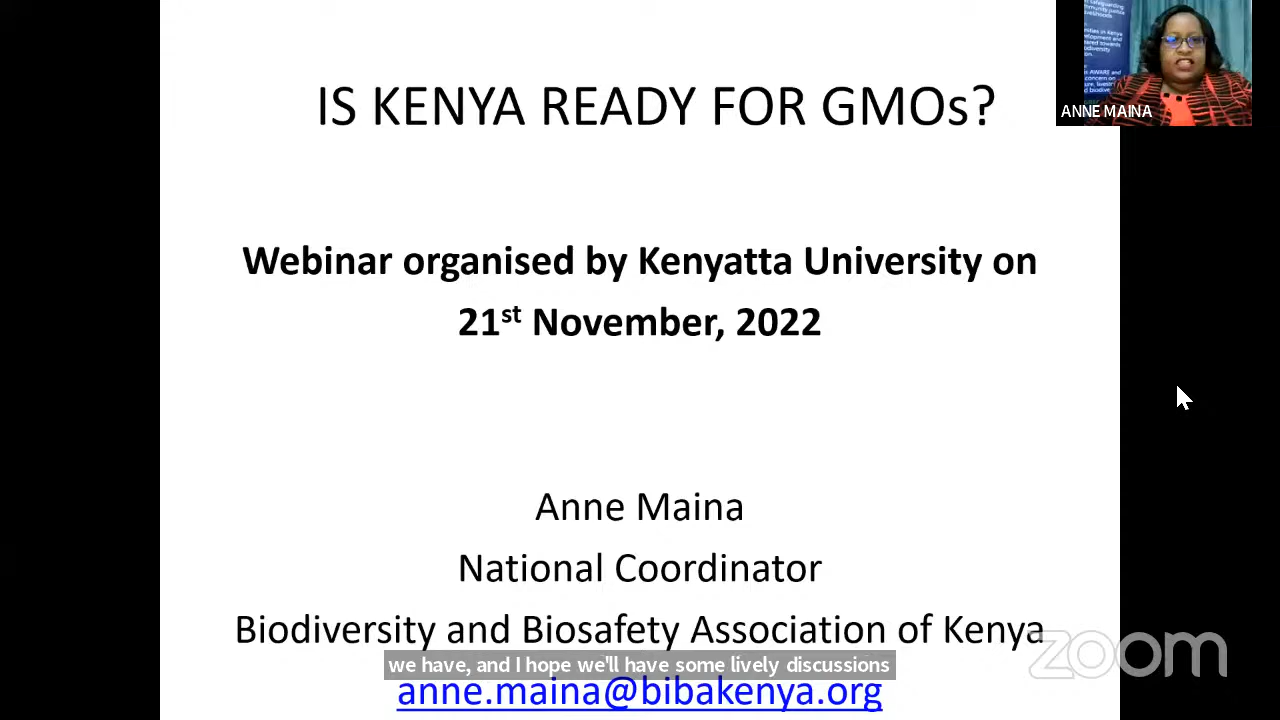 IS KENYA READY FOR GMOs?
Webinar organised by Kenyatta University on
21st November, 2022
Anne Maina
National Coordinator
Biodiversity and Biosafety Association of Kenya
we have, and I hope we'll have some lively discussions
anne.maina@bibakenya.org
ANNE MAINA
zoom